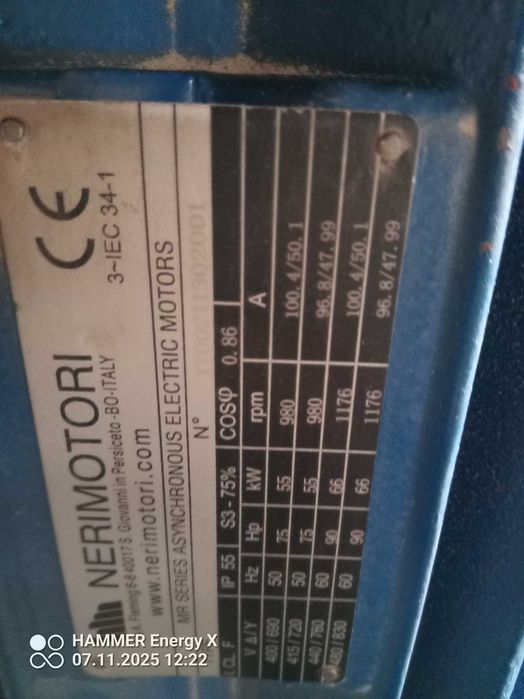 NERIMOTORI CE
A. Fleming 6-8 40017 S. Giovanni in Persiceto -BO-ITALY
www.nerimotori.com 3~IEC 34-1
MR SERIES ASYNCHRONOUS ELECTRIC MOTORS
N°
CL F IP 55 S3 - 75% COSφ 0.86
V Δ/Y Hz Hp kW rpm A
400/690 50 75 55 980 100.4/50.1
415/720 50 75 55 980 96.8/47.99
440/760 60 90 66 1176 100.4/50.1
480/830 60 90 66 1176 96.8/47.99
HAMMER Energy X
07.11.2025 12:22